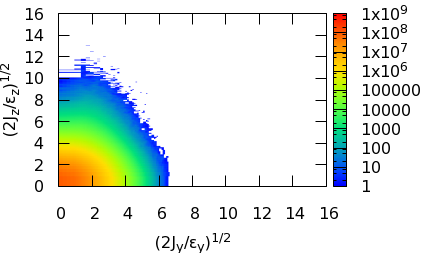 (2J_z/ε_z)^1/2
16
14
12
10
8
6
4
2
0
0 2 4 6 8 10 12 14 16
(2J_y/ε_y)^1/2
1x10^9
1x10^8
1x10^7
1x10^6
100000
10000
1000
100
10
1